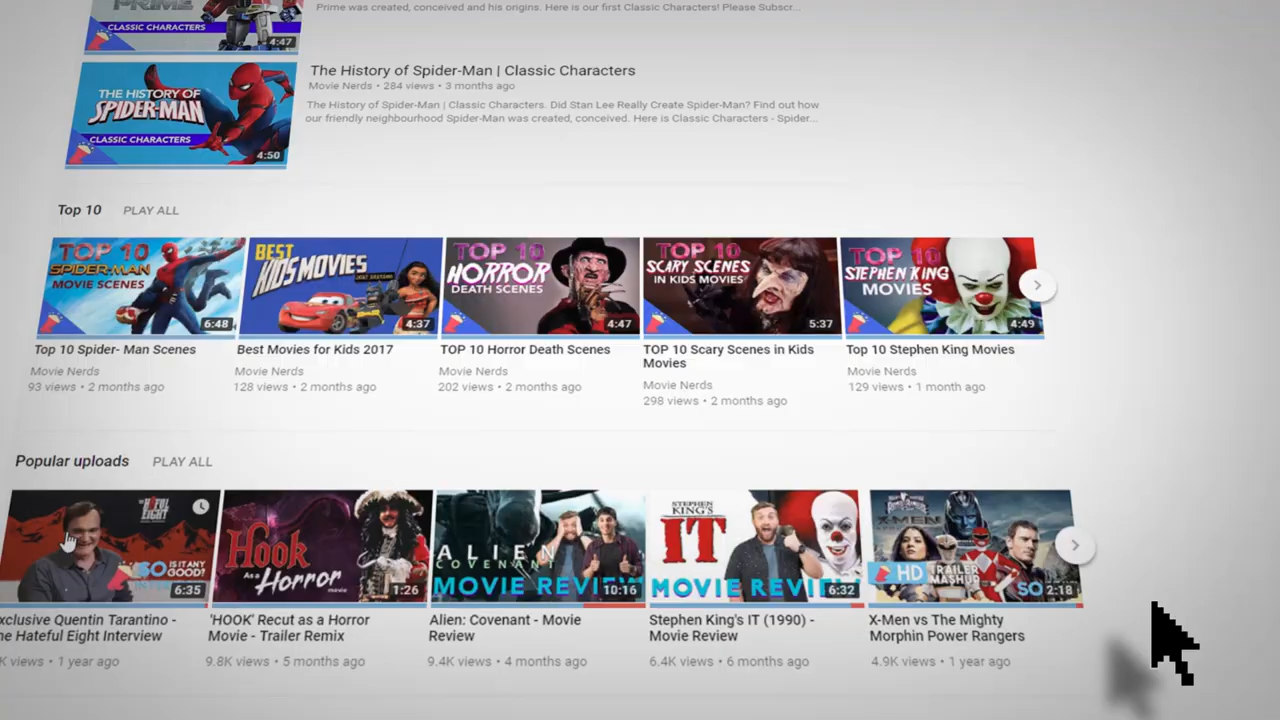 PRIME
CLASSIC CHARACTERS
4:47
Prime was created, conceived and his origins. Here is our first Classic Characters! Please Subscr...
THE HISTORY OF
SPIDER-MAN
CLASSIC CHARACTERS
4:50
The History of Spider-Man | Classic Characters
Movie Nerds • 284 views • 3 months ago
The History of Spider-Man | Classic Characters. Did Stan Lee Really Create Spider-Man? Find out how
our friendly neighbourhood Spider-Man was created, conceived. Here is Classic Characters - Spider...
Top 10 PLAY ALL
TOP 10
SPIDER-MAN
MOVIE SCENES
6:48
BEST
KIDS MOVIES
4:37
TOP 10
HORROR
DEATH SCENES
4:47
TOP 10
SCARY SCENES
IN KIDS MOVIES
5:37
TOP 10
STEPHEN KING
MOVIES
4:49
Top 10 Spider- Man Scenes
Movie Nerds
93 views • 2 months ago
Best Movies for Kids 2017
Movie Nerds
128 views • 2 months ago
TOP 10 Horror Death Scenes
Movie Nerds
202 views • 2 months ago
TOP 10 Scary Scenes in Kids
Movies
Movie Nerds
298 views • 2 months ago
Top 10 Stephen King Movies
Movie Nerds
129 views • 1 month ago
Popular uploads PLAY ALL
THE HATEFUL
EIGHT
SO IS IT ANY
GOOD?
6:35
Hook
As a
Horror
movie
1:26
ALIEN
COVENANT
MOVIE REVIEW
10:16
STEPHEN
KING'S
IT
MOVIE REVIE
6:32
X-MEN
HD
TRAILER
MASHUP
SO
2:18
xclusive Quentin Tarantino -
he Hateful Eight Interview
K views • 1 year ago
'HOOK' Recut as a Horror
Movie - Trailer Remix
9.8K views • 5 months ago
Alien: Covenant - Movie
Review
9.4K views • 4 months ago
Stephen King's IT (1990) -
Movie Review
6.4K views • 6 months ago
X-Men vs The Mighty
Morphin Power Rangers
4.9K views • 1 year ago